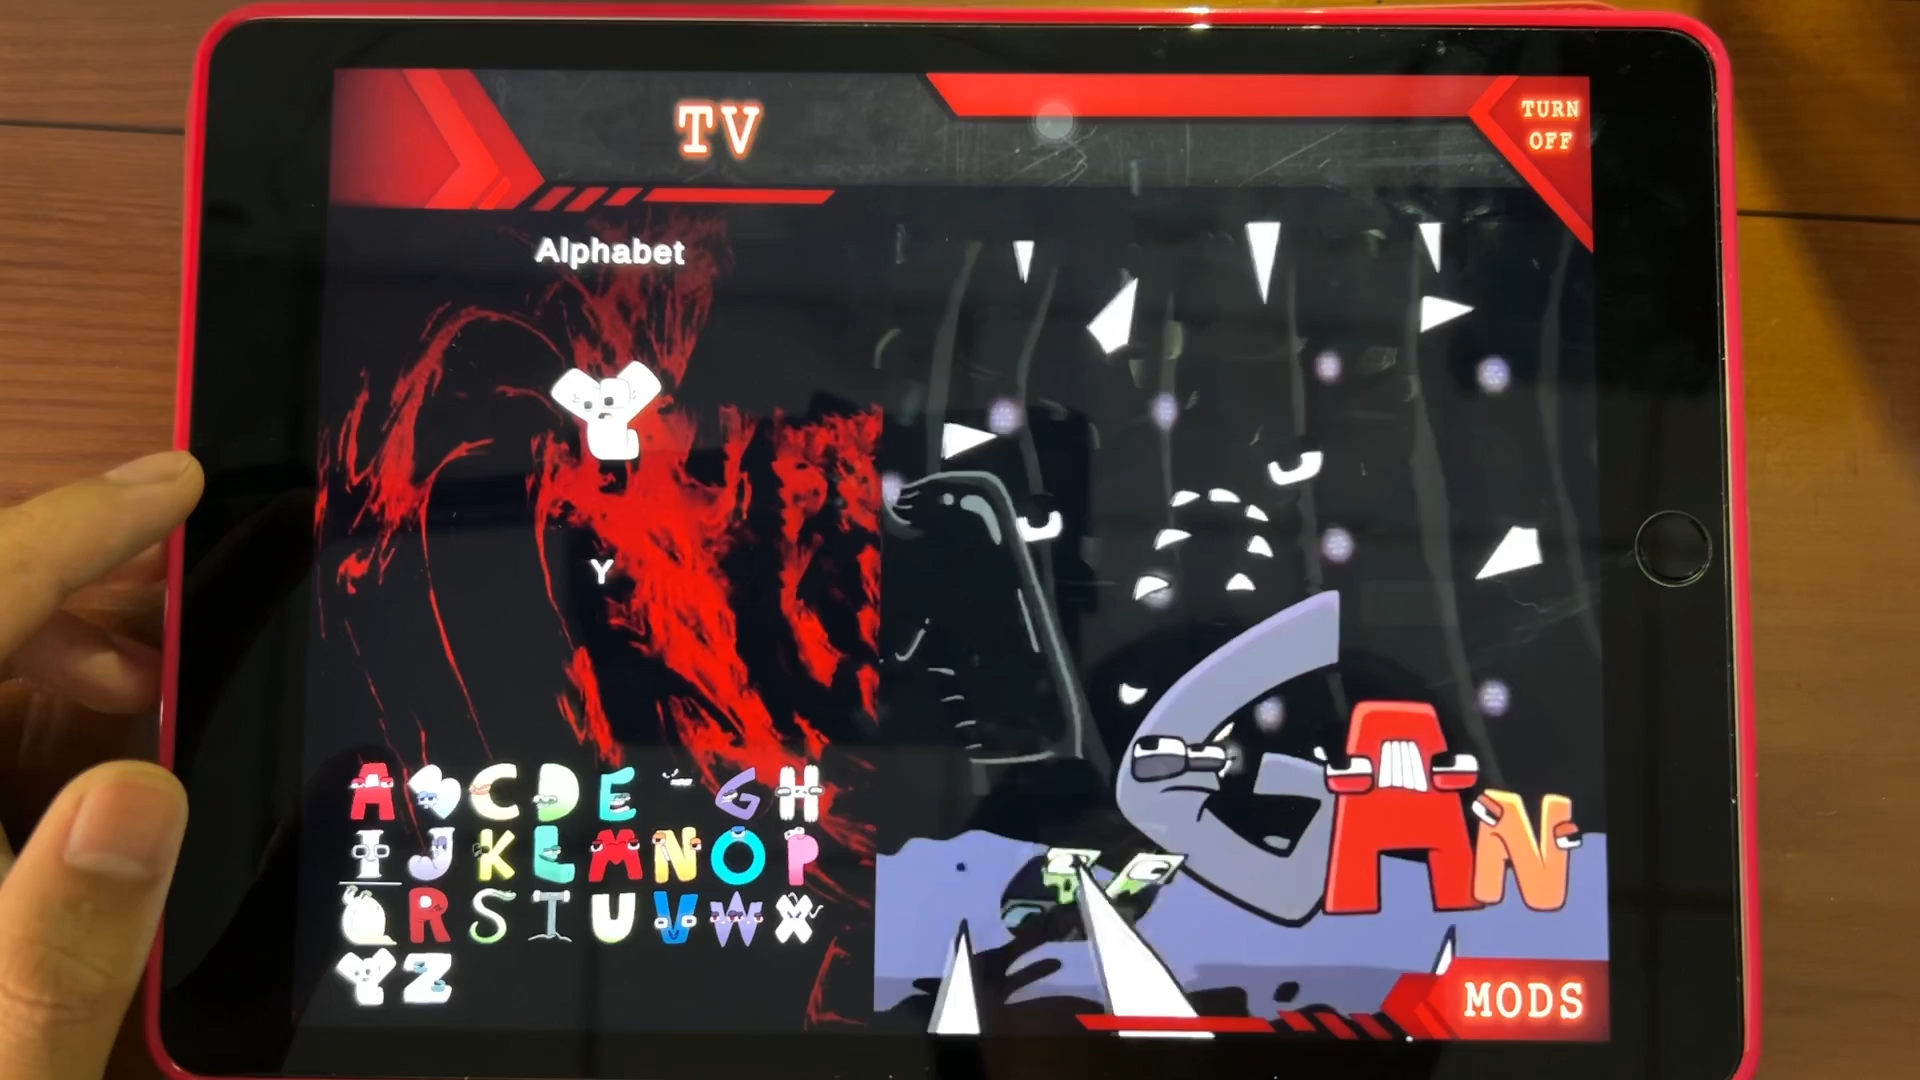 TV
TURN
OFF
Alphabet
Y
A B C D E F G H
I J K L M N O P
Q R S T U V W X
Y Z
G A N
MODS